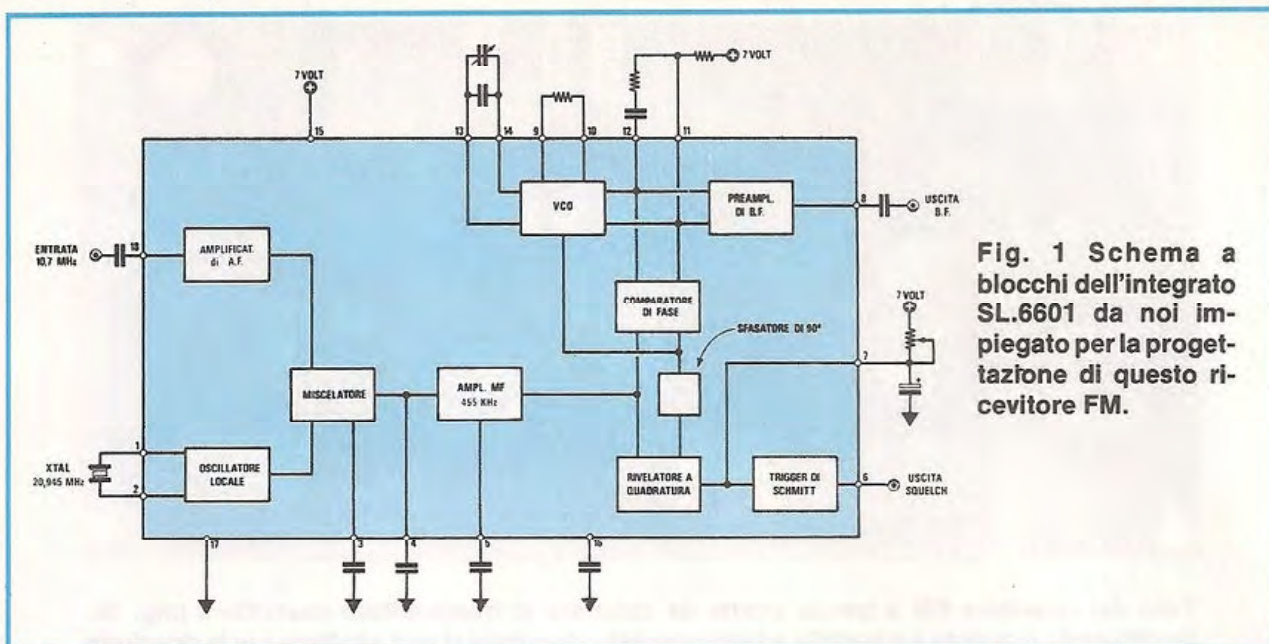 7 VOLT
15
13
14
9
10
12
11
7 VOLT
VCO
PREAMPL.
DI B.F.
8
USCITA
B.F.
ENTRATA
10,7 MHz
18
AMPLIFICAT.
di A.F.
COMPARATORE
DI FASE
SFASATORE DI 90°
7 VOLT
7
MISCELATORE
AMPL. MF
455 KHz
XTAL
20,945 MHz
1
2
OSCILLATORE
LOCALE
RIVELATORE A
QUADRATURA
TRIGGER DI
SCHMITT
6
USCITA
SQUELCH
17
3
4
5
16
Fig. 1 Schema a
blocchi dell'integrato
SL.6601 da noi im-
piegato per la proget-
tazione di questo ri-
cevitore FM.